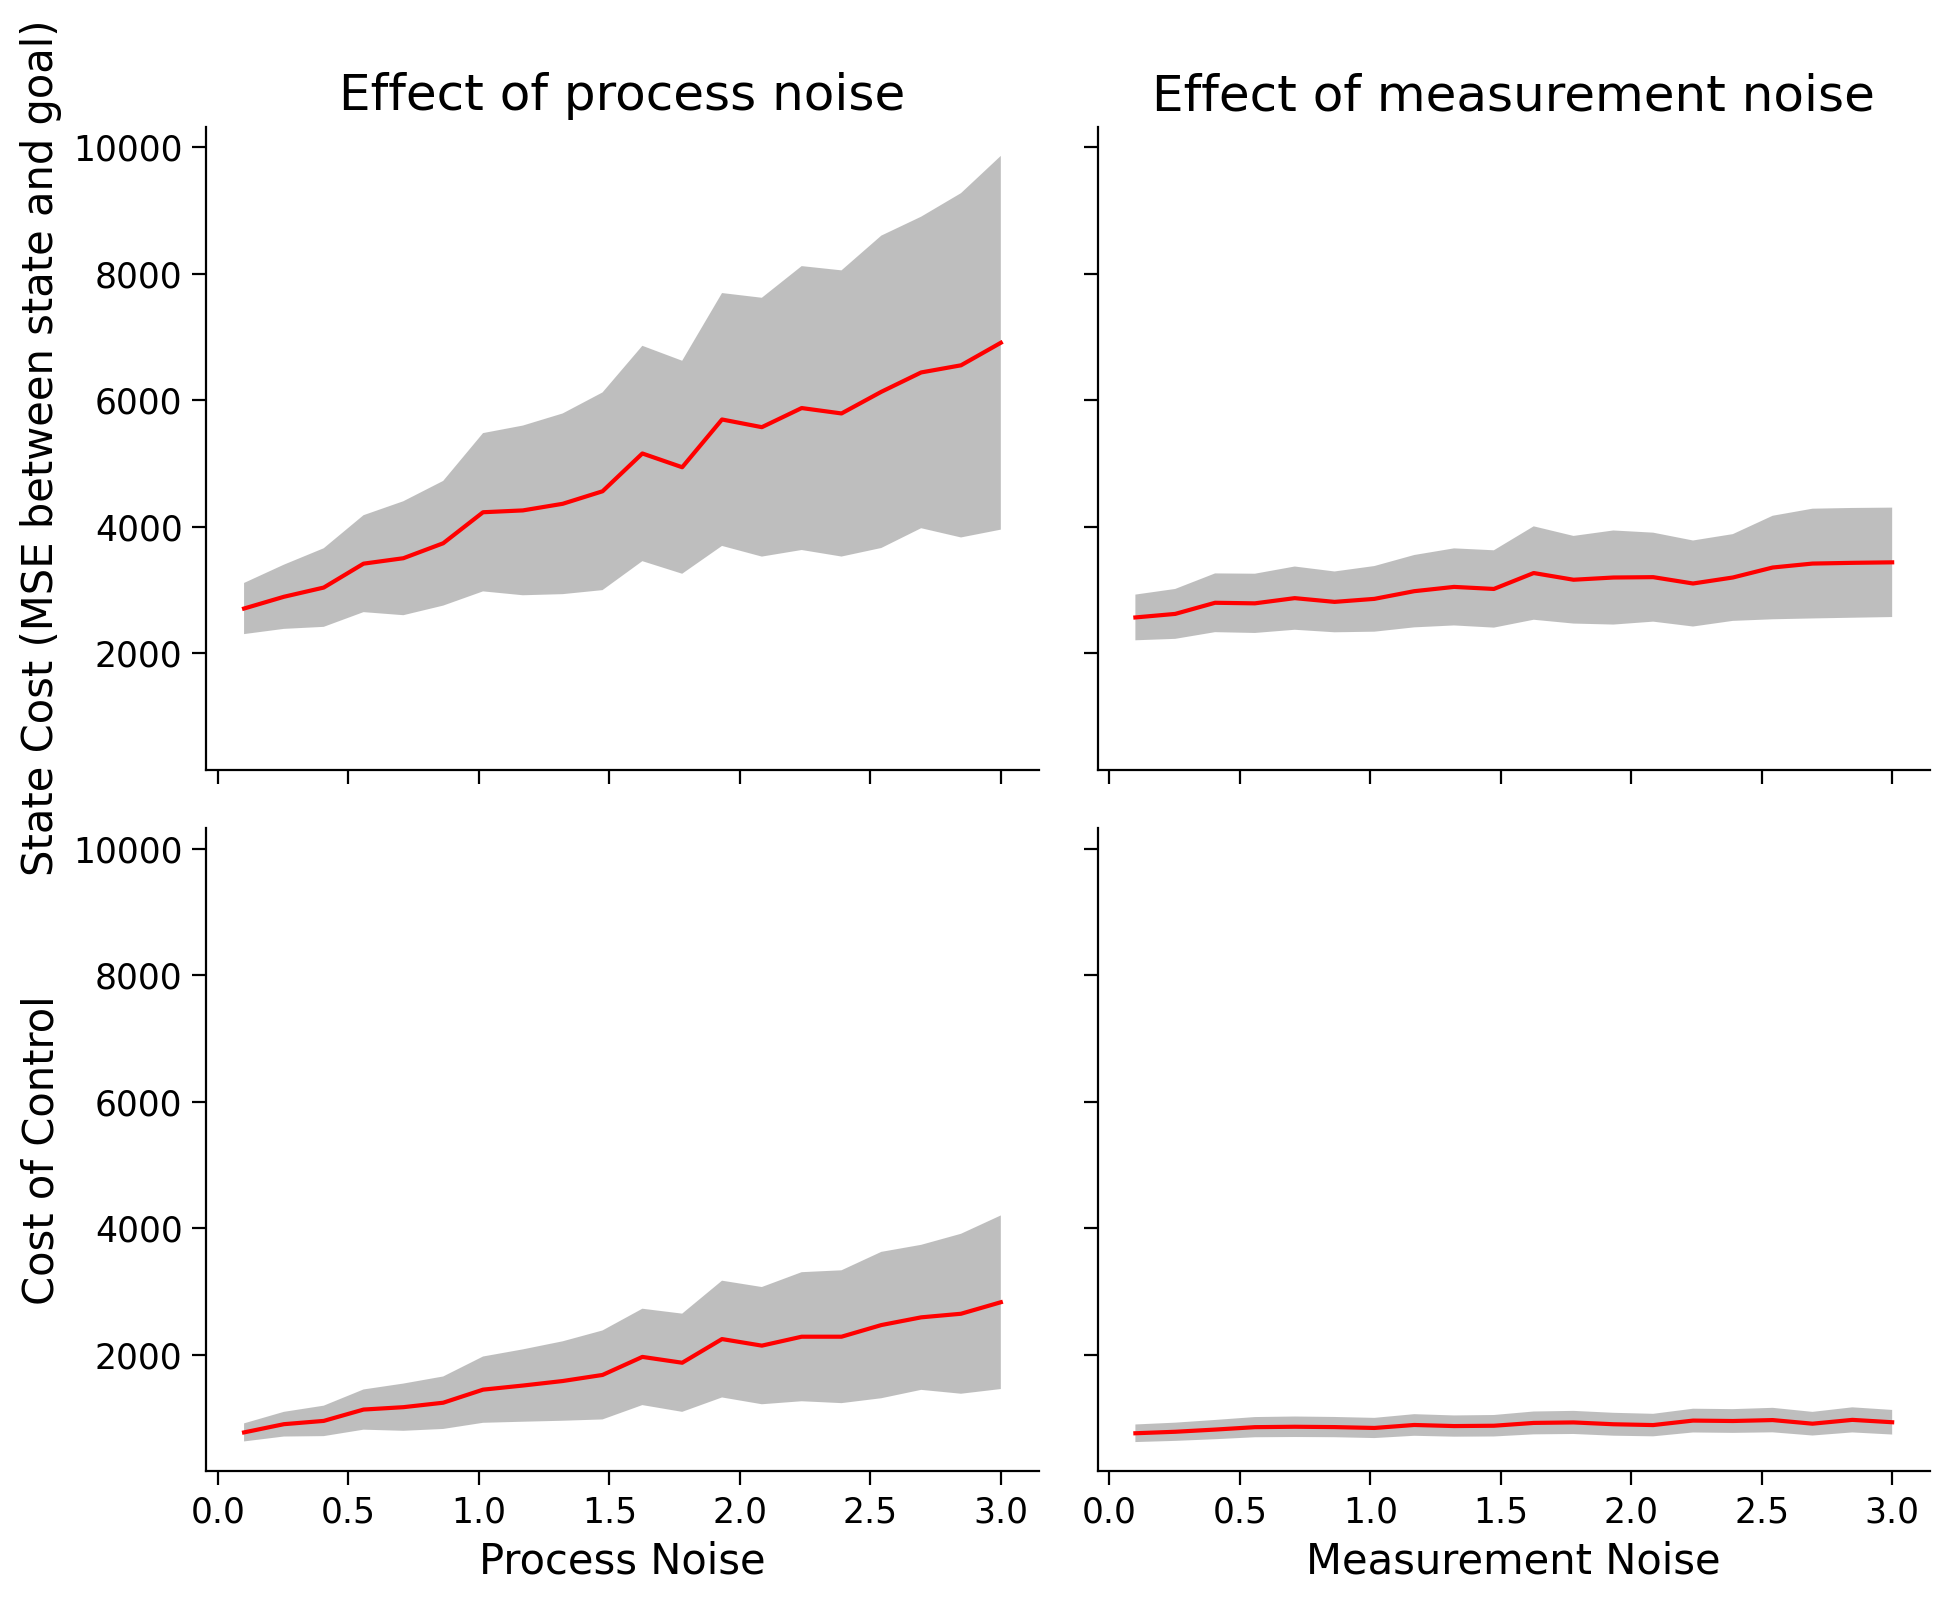 Effect of process noise
Effect of measurement noise
State Cost (MSE between state and goal)
10000
8000
6000
4000
2000
Cost of Control
10000
8000
6000
4000
2000
0.0 0.5 1.0 1.5 2.0 2.5 3.0
0.0 0.5 1.0 1.5 2.0 2.5 3.0
Process Noise
Measurement Noise